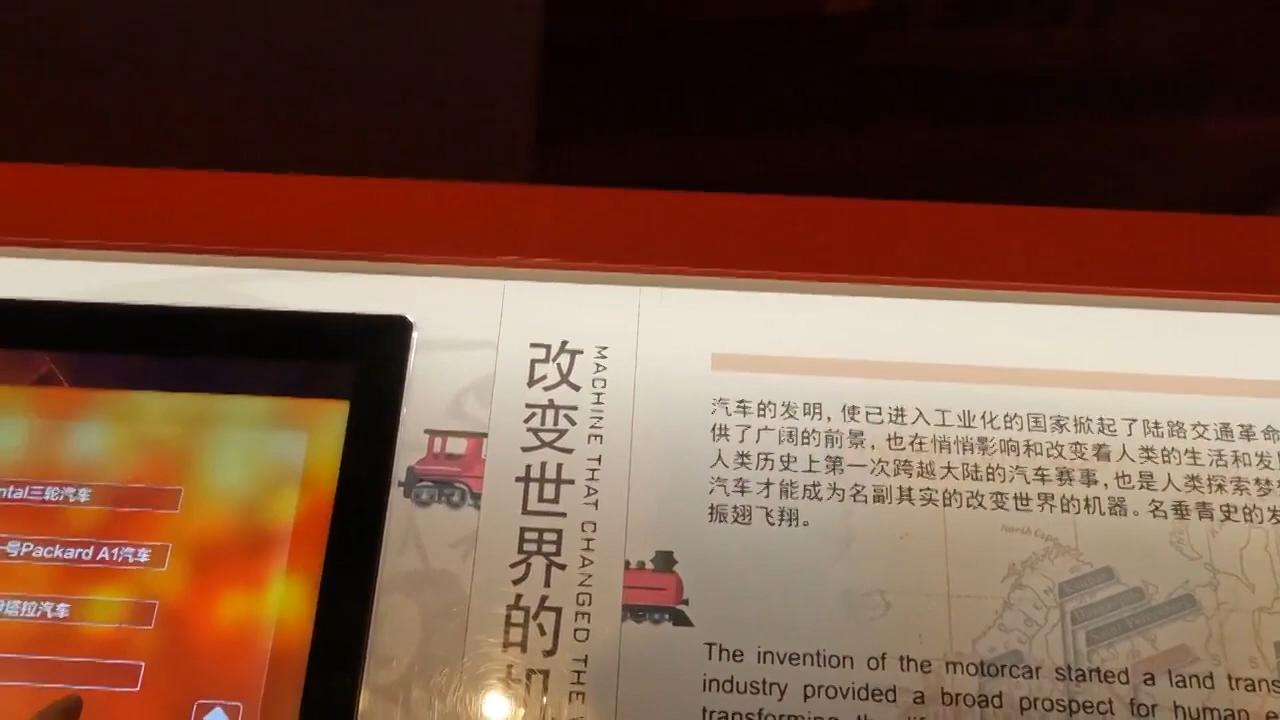 ntal三轮汽车
一号Packard A1汽车
塔拉汽车
改变世界的
MACHINE THAT CHANGED THE
汽车的发明,使已进入工业化的国家掀起了陆路交通革命
供了广阔的前景,也在悄悄影响和改变着人类的生活和发
人类历史上第一次跨越大陆的汽车赛事,也是人类探索梦
汽车才能成为名副其实的改变世界的机器。名垂青史的发
振翅飞翔。
North Cape
The invention of the motorcar started a land trans
industry provided a broad prospect for human e
transforming the